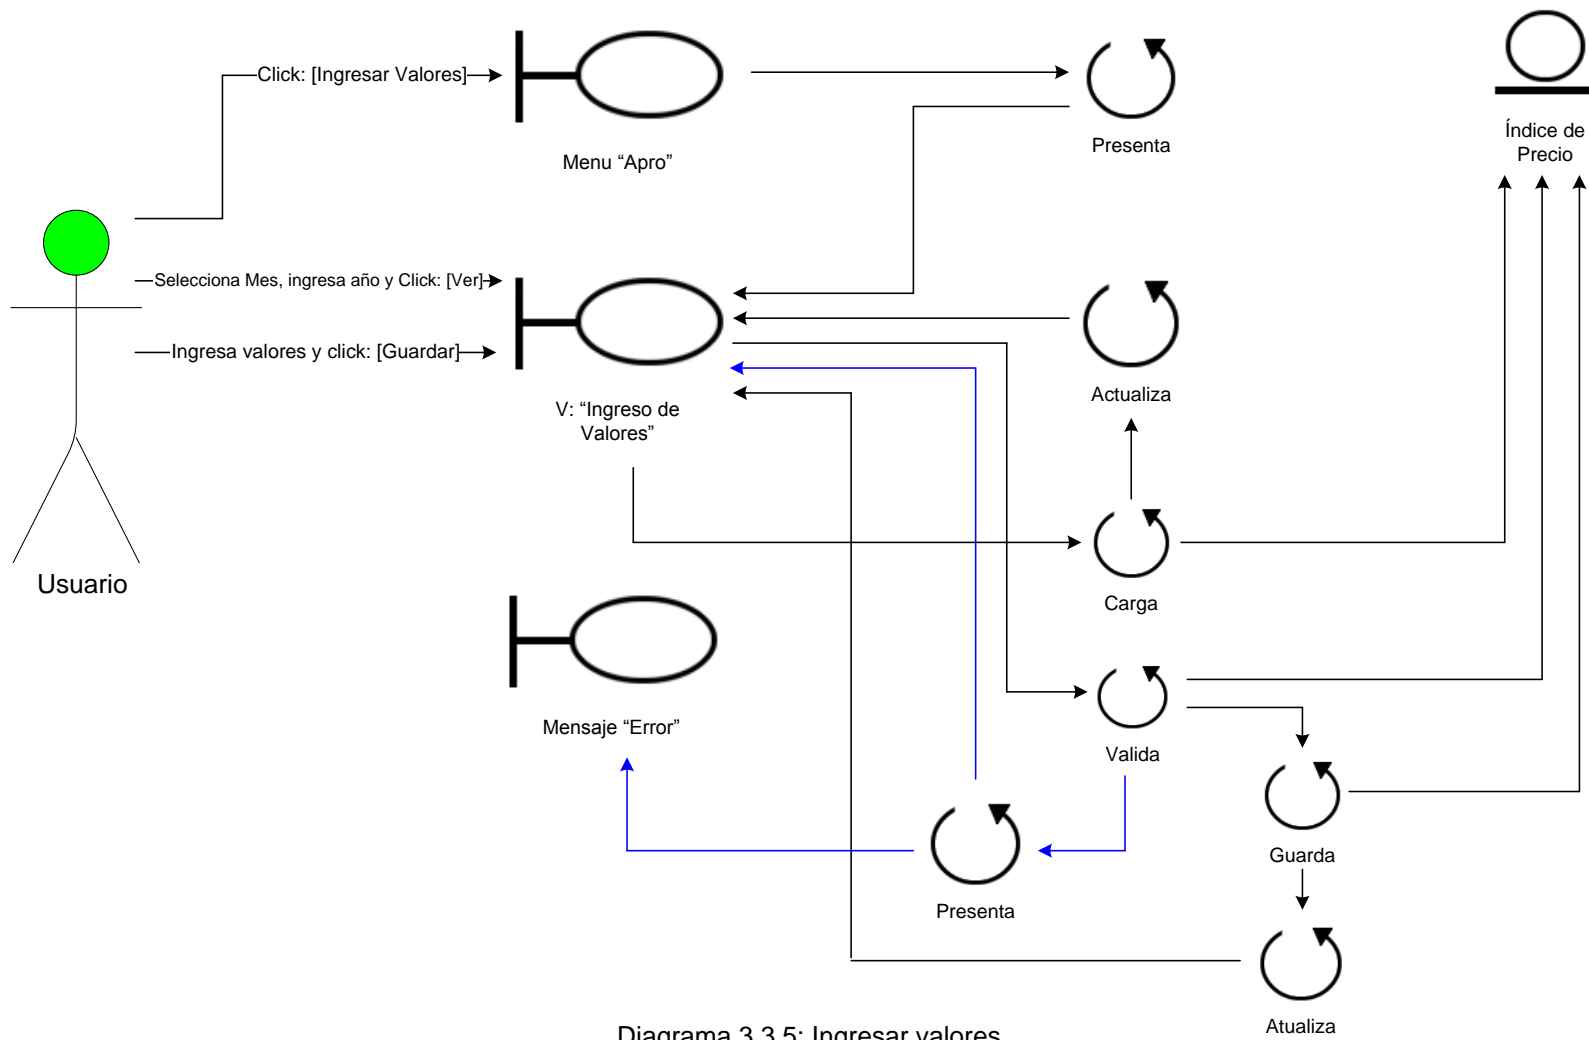 Click: [Ingresar Valores]
Menu “Apro”
Presenta
Índice de
Precio
Selecciona Mes, ingresa año y Click: [Ver]
Ingresa valores y click: [Guardar]
V: “Ingreso de
Valores”
Actualiza
Usuario
Carga
Mensaje “Error”
Valida
Guarda
Presenta
Atualiza
Diagrama 3.3.5: Ingresar valores